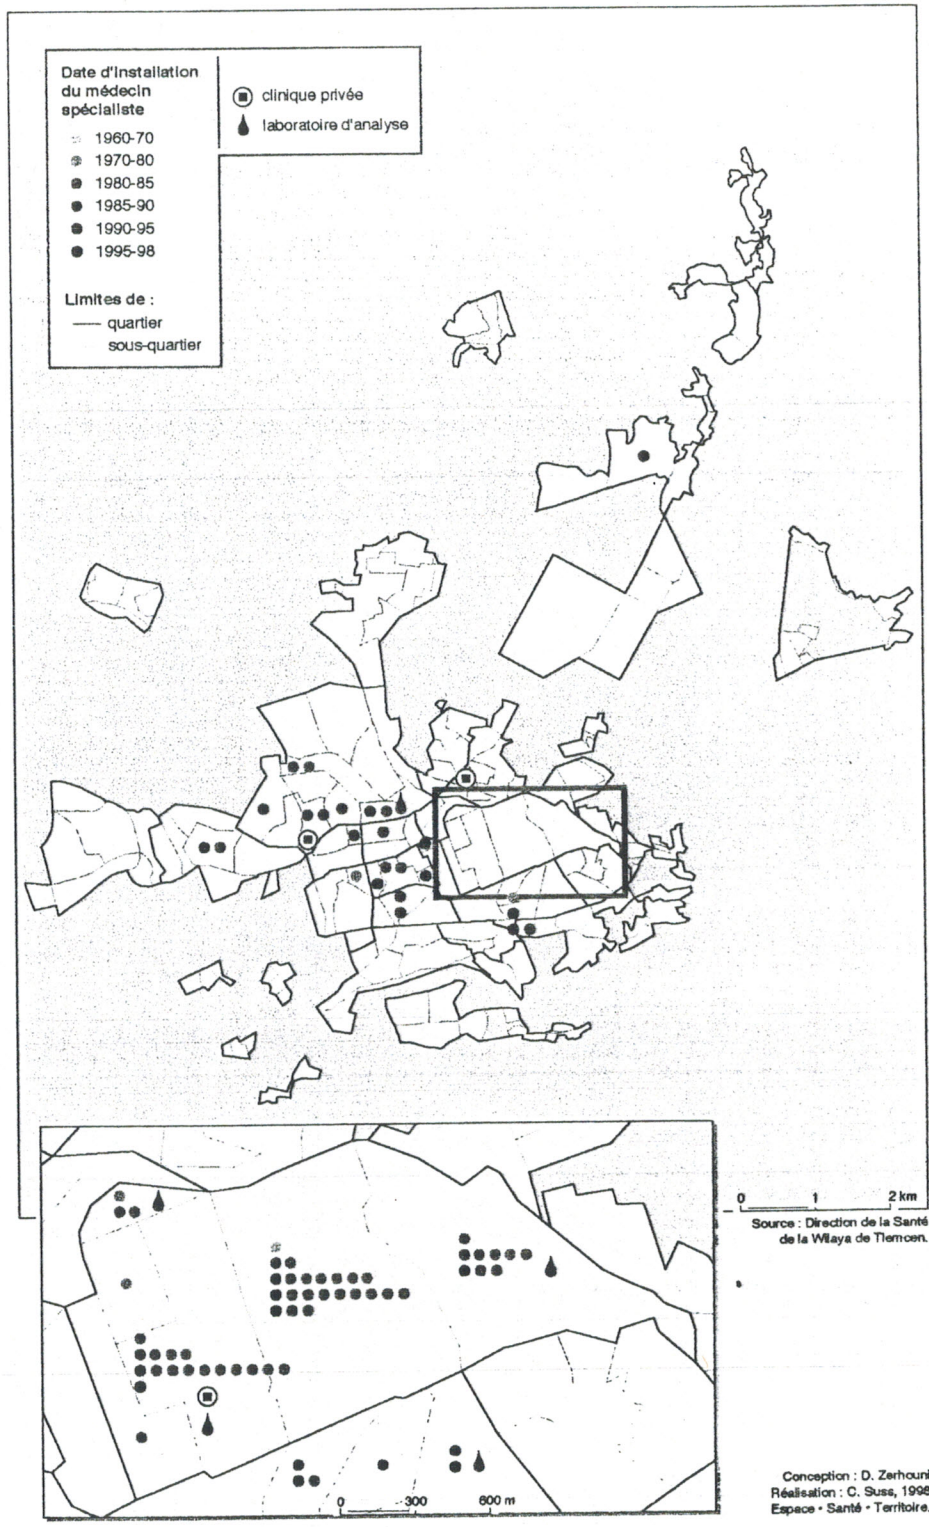 Date d'Installation
du médecin
spécialiste
1960-70
1970-80
1980-85
1985-90
1990-95
1995-98
Limites de :
quartier
sous-quartier
clinique privée
laboratoire d'analyse
0 1 2 km
Source : Direction de la Santé
de la Wilaya de Tlemcen.
0 300 600 m
Conception : D. Zerhouni
Réalisation : C. Suss, 1998
Espace • Santé • Territoire.